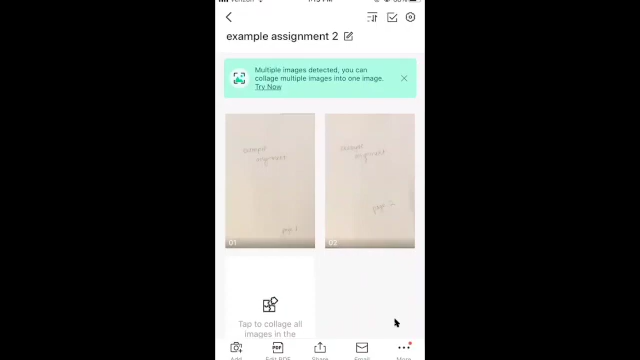 example assignment 2
Multiple images detected, you can
collage multiple images into one image.
Try Now
example
assignment
page 1
01
example
assignment
page 2
02
Tap to collage all
images in the
Add
Edit PDF
Share
Email
More